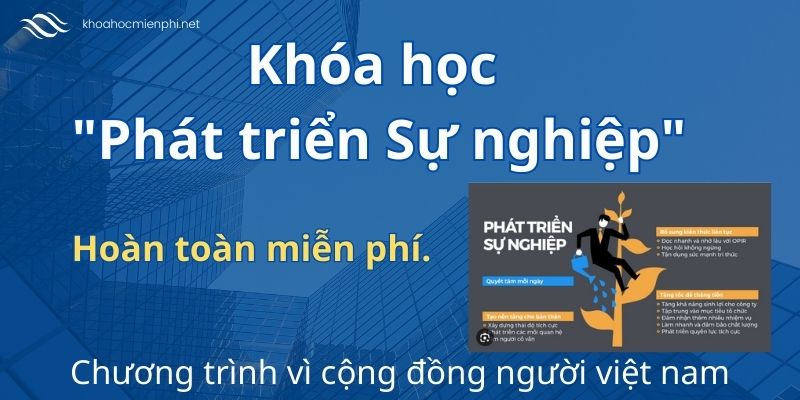 khoahocmienphi.net
Khóa học
"Phát triển Sự nghiệp"
Hoàn toàn miễn phí.
PHÁT TRIỂN
SỰ NGHIỆP
Quyết tâm mỗi ngày
Tạo nền tảng cho bản thân
Xây dựng thái độ tích cực
Phát triển các mối quan hệ
người cố vấn
Bổ sung kiến thức liên tục
Đọc nhanh và nhớ lâu với OPIR
Học hỏi không ngừng
Tận dụng sức mạnh tri thức
Tăng tốc để thăng tiến
Tăng khả năng sinh lợi cho công ty
Tập trung vào mục tiêu tổ chức
Đảm nhận thêm nhiều nhiệm vụ
Làm nhanh và đảm bảo chất lượng
Phát triển quyền lực tích cực
Chương trình vì cộng đồng người việt nam